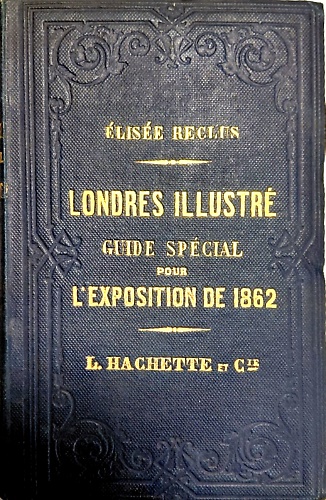 ÉLISÉE RECLUS
LONDRES ILLUSTRÉ
GUIDE SPÉCIAL
POUR
L'EXPOSITION DE 1862
L. HACHETTE ET CIE